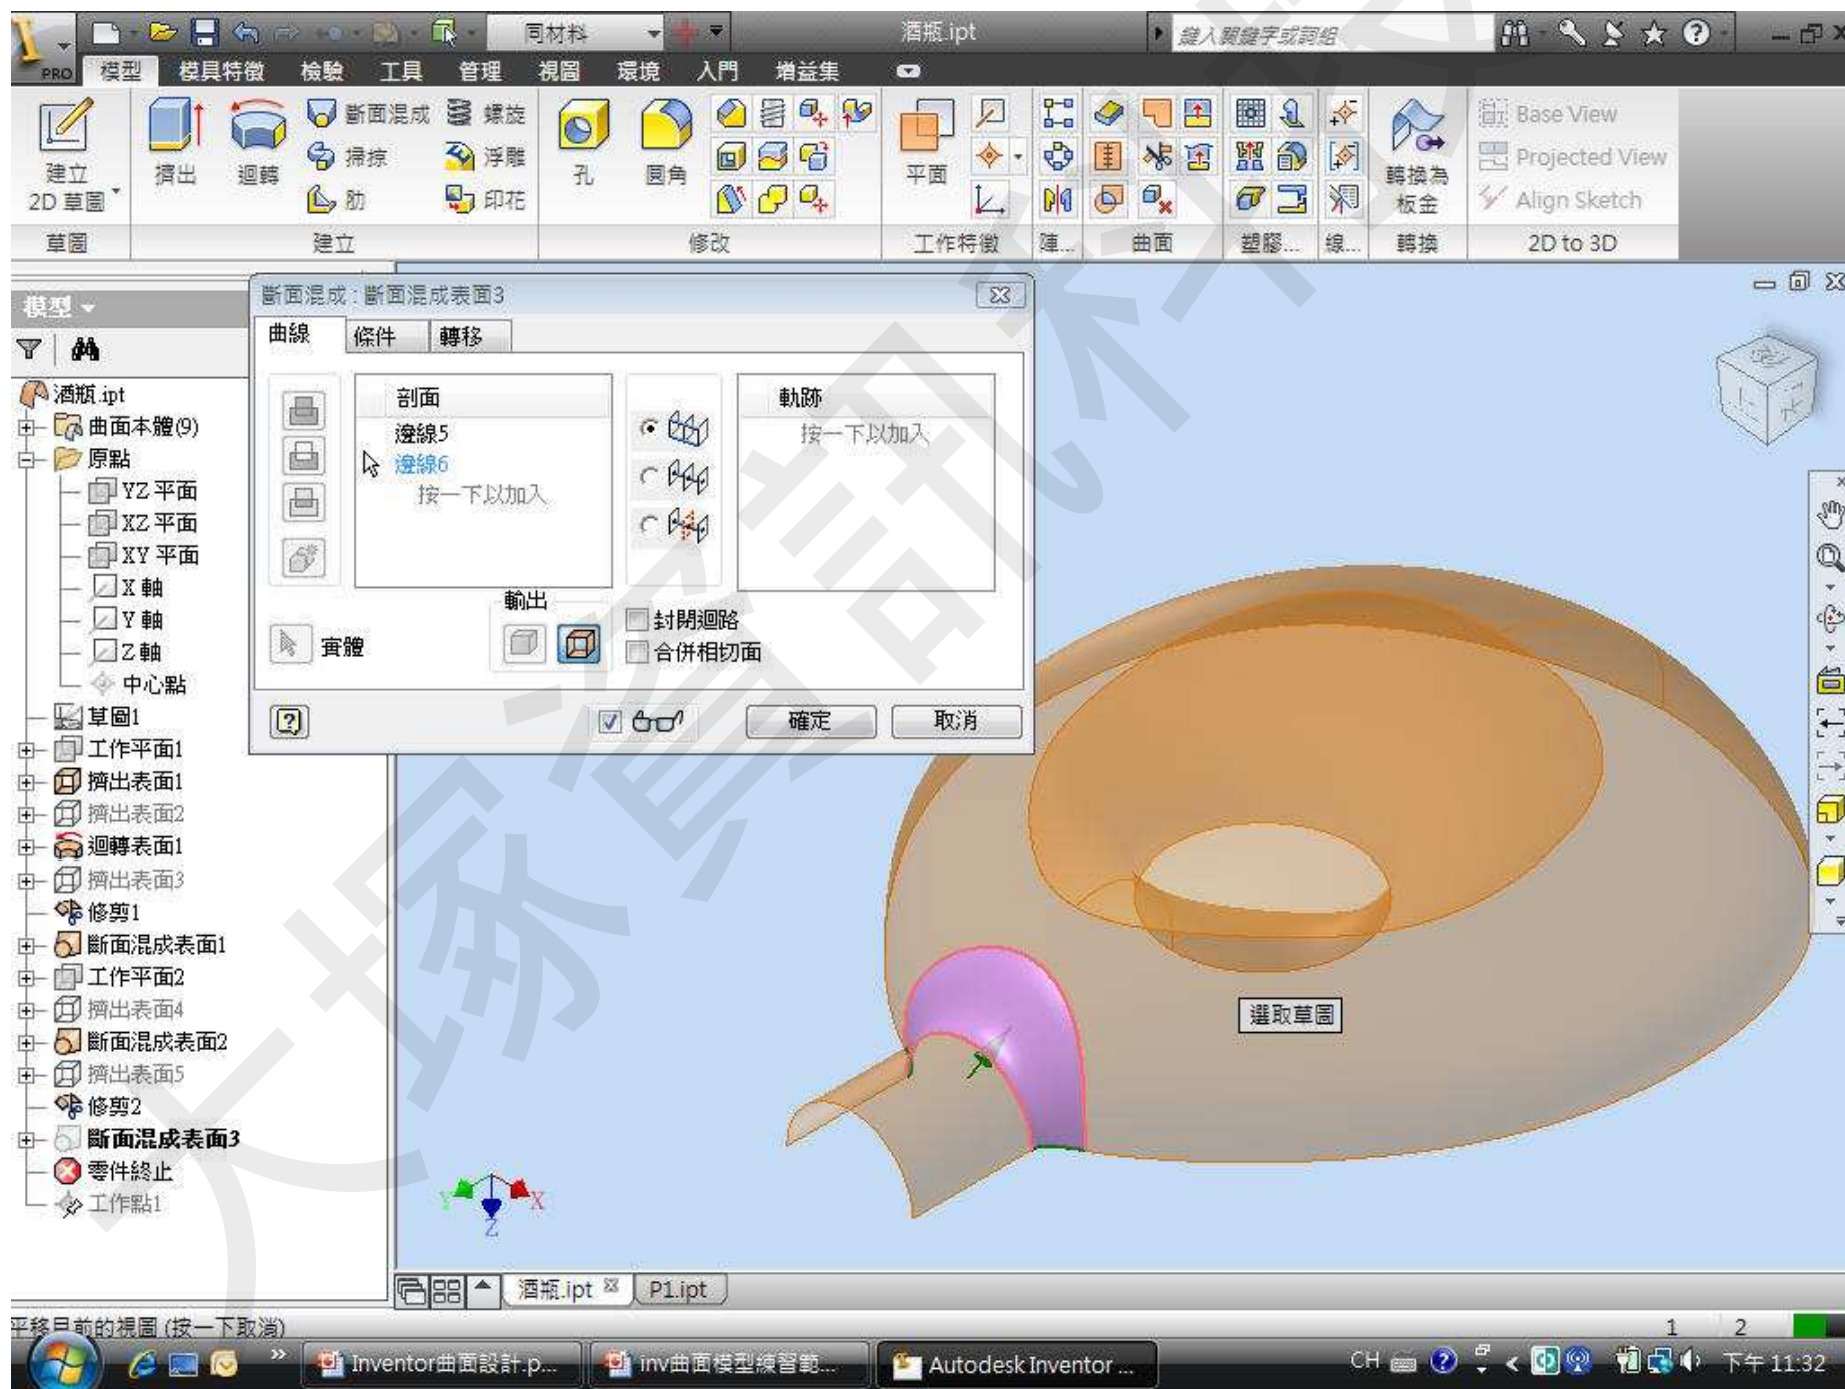 同材料
酒瓶.ipt
鍵入關鍵字或詞組
PRO
模型
模具特徵
檢驗
工具
管理
視圖
環境
入門
增益集
建立
2D 草圖
擠出
迴轉
斷面混成
掃掠
肋
螺旋
浮雕
印花
孔
圓角
平面
轉換為
板金
Base View
Projected View
Align Sketch
草圖
建立
修改
工作特徵
陣...
曲面
塑膠...
線...
轉換
2D to 3D
模型
酒瓶.ipt
曲面本體(9)
原點
YZ 平面
XZ 平面
XY 平面
X 軸
Y 軸
Z 軸
中心點
草圖1
工作平面1
擠出表面1
擠出表面2
迴轉表面1
擠出表面3
修剪1
斷面混成表面1
工作平面2
擠出表面4
斷面混成表面2
擠出表面5
修剪2
斷面混成表面3
零件終止
工作點1
斷面混成 : 斷面混成表面3
曲線
條件
轉移
剖面
邊線5
邊線6
按一下以加入
軌跡
按一下以加入
實體
輸出
封閉迴路
合併相切面
確定
取消
選取草圖
Y
X
Z
酒瓶.ipt
P1.ipt
平移目前的視圖 (按一下取消)
1
2
Inventor曲面設計.p...
inv曲面模型練習範...
Autodesk Inventor ...
CH
下午 11:32
大塚資訊科技